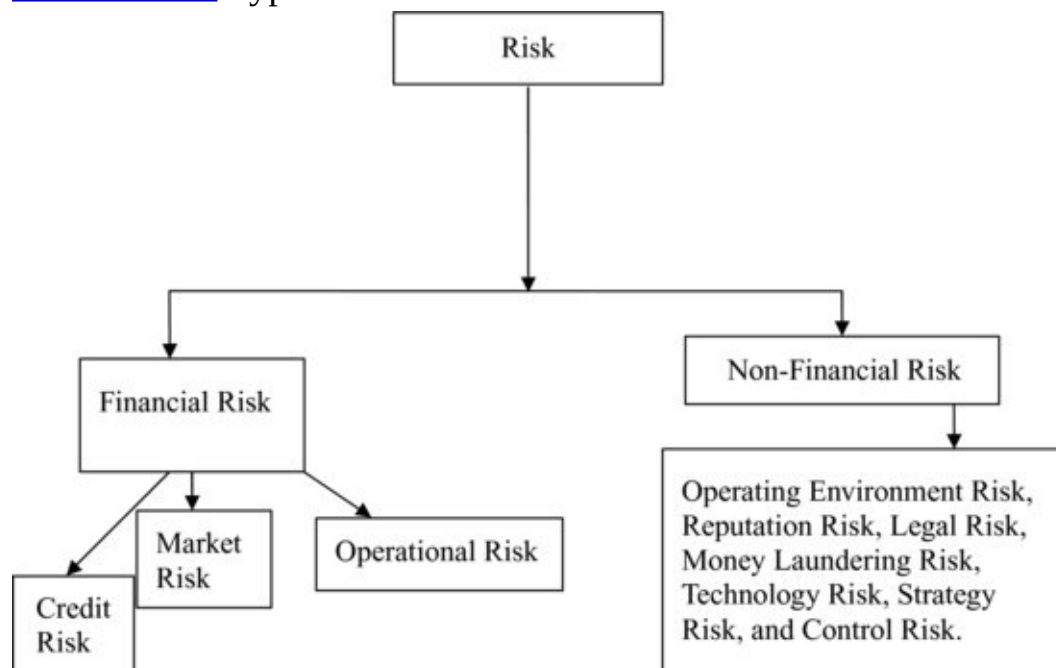 Risk
Financial Risk
Non-Financial Risk
Market
Risk
Operational Risk
Credit
Risk
Operating Environment Risk,
Reputation Risk, Legal Risk,
Money Laundering Risk,
Technology Risk, Strategy
Risk, and Control Risk.